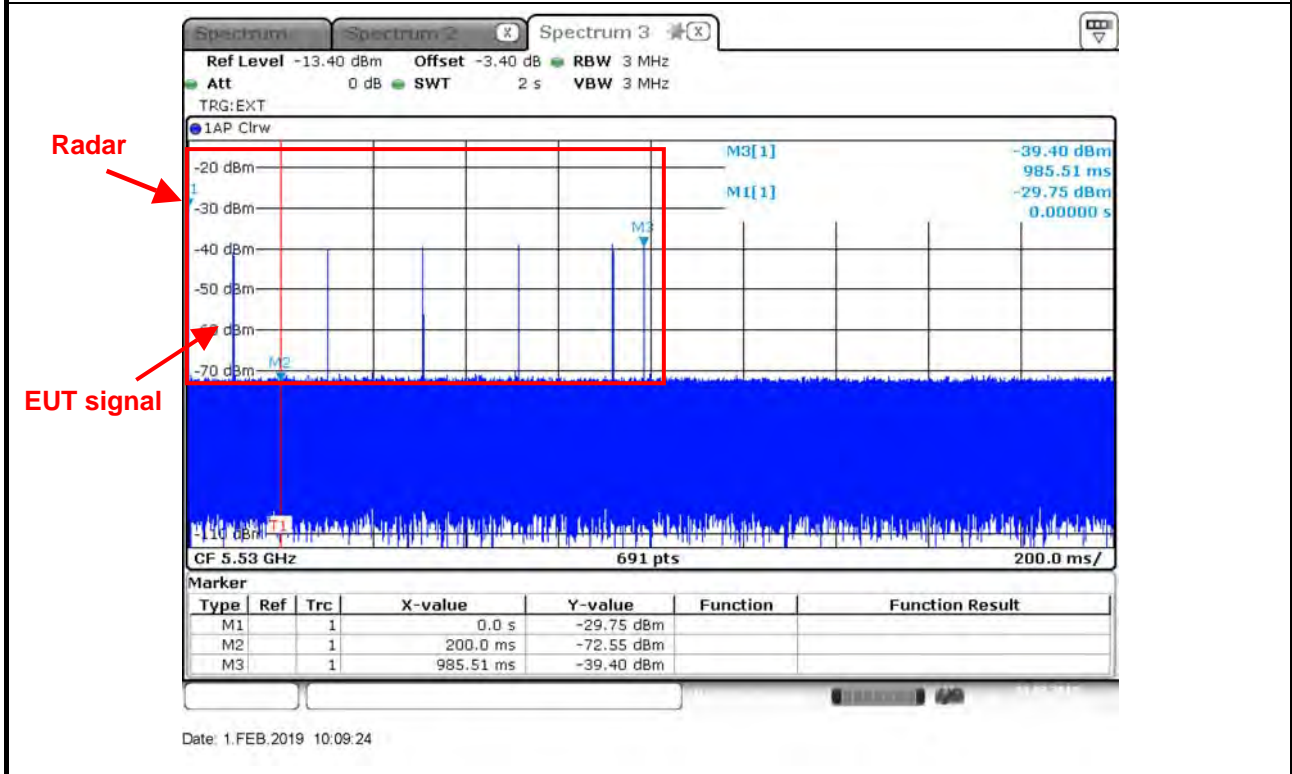 Spectrum Spectrum 2 X Spectrum 3 X
Ref Level -13.40 dBm Offset -3.40 dB RBW 3 MHz
Att 0 dB SWT 2 s VBW 3 MHz
TRG:EXT
1AP Clrw
Radar
M3[1] -39.40 dBm
985.51 ms
M1[1] -29.75 dBm
0.00000 s
-20 dBm
1
-30 dBm
M3
-40 dBm
-50 dBm
dBm
M2
-70 dBm
EUT signal
T1
-110 dBm
CF 5.53 GHz 691 pts 200.0 ms/
Marker
Type Ref Trc X-value Y-value Function Function Result
M1 1 0.0 s -29.75 dBm
M2 1 200.0 ms -72.55 dBm
M3 1 985.51 ms -39.40 dBm
Date: 1.FEB.2019 10:09:24